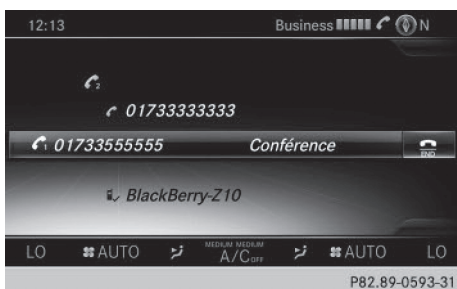 12:13 Business N
2
01733333333
1 01733555555 Conférence END
BlackBerry-Z10
LO AUTO MEDIUM MEDIUM A/C OFF AUTO LO
P82.89-0593-31